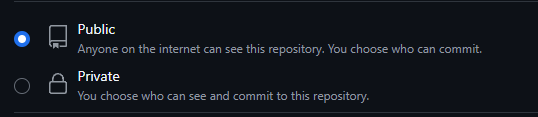 Public
Anyone on the internet can see this repository. You choose who can commit.
Private
You choose who can see and commit to this repository.